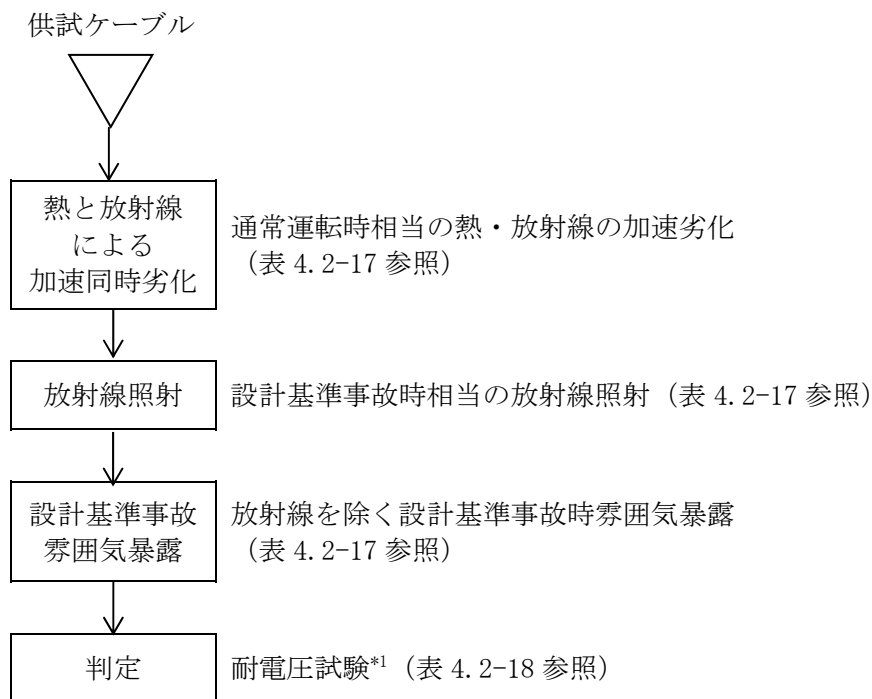 供試ケーブル
熱と放射線
による
加速同時劣化
通常運転時相当の熱・放射線の加速劣化
（表 4.2-17 参照）
放射線照射
設計基準事故時相当の放射線照射（表 4.2-17 参照）
設計基準事故
雰囲気暴露
放射線を除く設計基準事故時雰囲気暴露
（表 4.2-17 参照）
判定
耐電圧試験*1（表 4.2-18 参照）